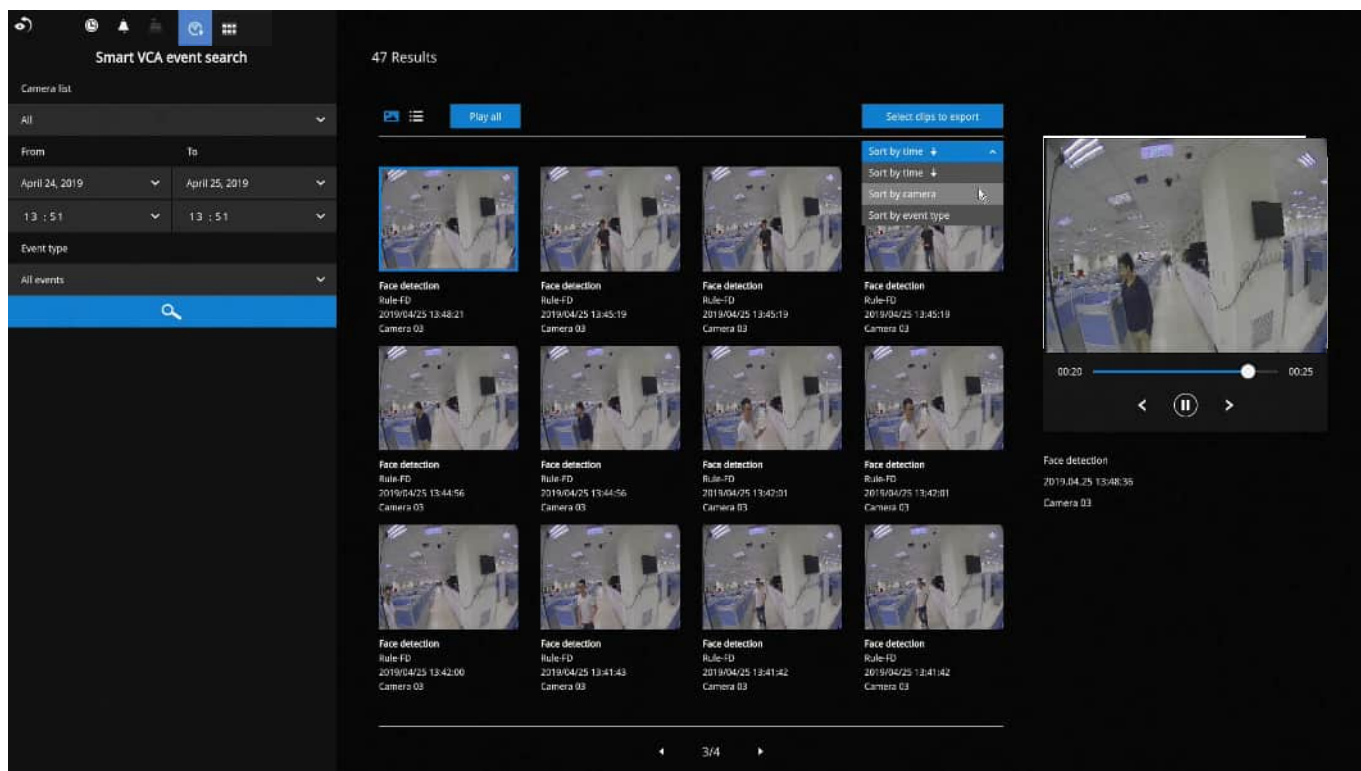 Smart VCA event search
Camera list
All
From To
April 24, 2019 April 25, 2019
13 : 51 13 : 51
Event type
All events
47 Results
Play all
Select clips to export
Sort by time
Sort by time
Sort by camera
Sort by event type
Face detection Face detection Face detection Face detection
Rule-FD Rule-FD Rule-FD Rule-FD
2019/04/25 13:48:21 2019/04/25 13:45:19 2019/04/25 13:45:19 2019/04/25 13:45:19
Camera 03 Camera 03 Camera 03 Camera 03
Face detection Face detection Face detection Face detection
Rule-FD Rule-FD Rule-FD Rule-FD
2019/04/25 13:44:56 2019/04/25 13:44:56 2019/04/25 13:42:01 2019/04/25 13:42:01
Camera 03 Camera 03 Camera 03 Camera 03
Face detection Face detection Face detection Face detection
Rule-FD Rule-FD Rule-FD Rule-FD
2019/04/25 13:42:00 2019/04/25 13:41:43 2019/04/25 13:41:42 2019/04/25 13:41:42
Camera 03 Camera 03 Camera 03 Camera 03
3/4
00:20 00:25
Face detection
2019.04.25 13:48:36
Camera 03